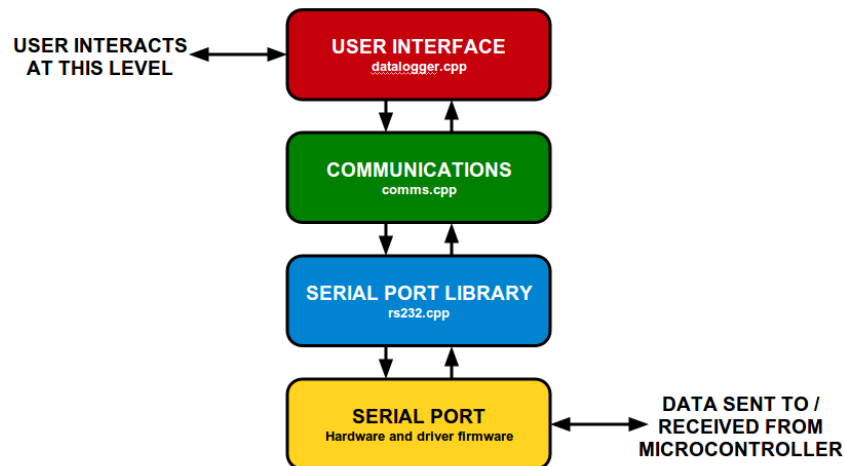 USER INTERACTS
AT THIS LEVEL
USER INTERFACE
datalogger.cpp
COMMUNICATIONS
comms.cpp
SERIAL PORT LIBRARY
rs232.cpp
SERIAL PORT
Hardware and driver firmware
DATA SENT TO /
RECEIVED FROM
MICROCONTROLLER